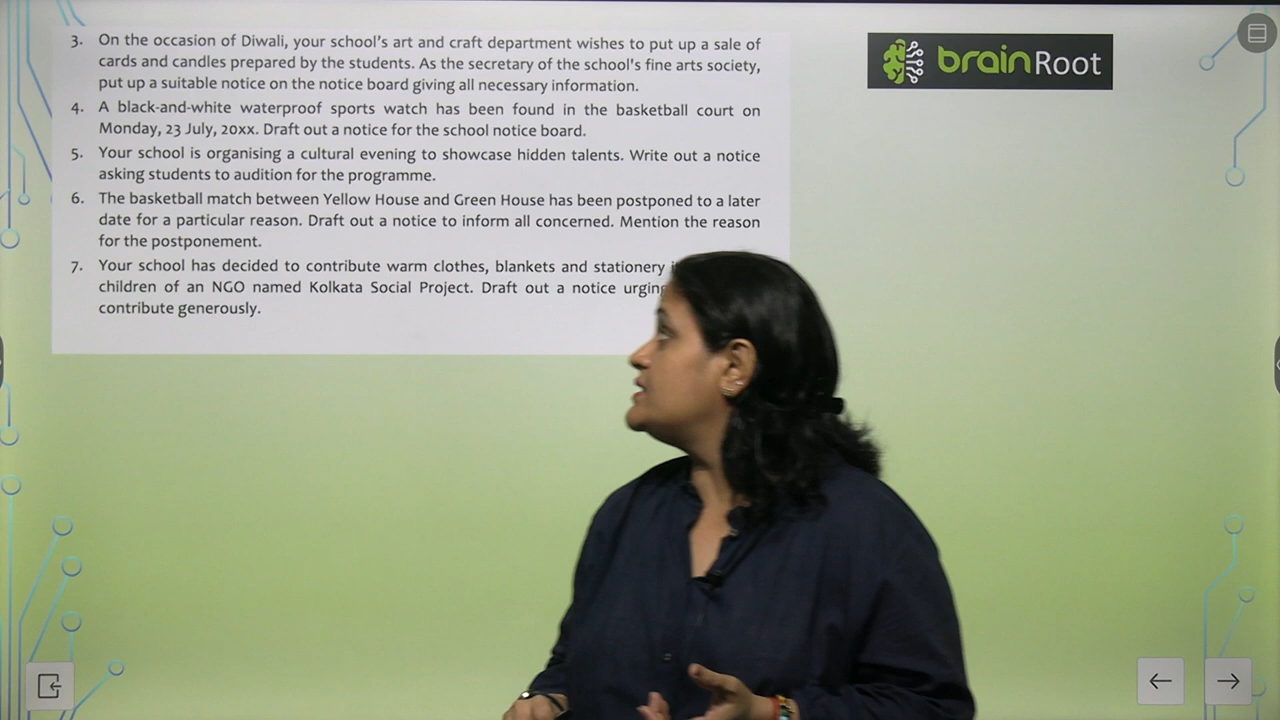 3. On the occasion of Diwali, your school's art and craft department wishes to put up a sale of
cards and candles prepared by the students. As the secretary of the school's fine arts society,
put up a suitable notice on the notice board giving all necessary information.
4. A black-and-white waterproof sports watch has been found in the basketball court on
Monday, 23 July, 20xx. Draft out a notice for the school notice board.
5. Your school is organising a cultural evening to showcase hidden talents. Write out a notice
asking students to audition for the programme.
6. The basketball match between Yellow House and Green House has been postponed to a later
date for a particular reason. Draft out a notice to inform all concerned. Mention the reason
for the postponement.
7. Your school has decided to contribute warm clothes, blankets and stationery
children of an NGO named Kolkata Social Project. Draft out a notice
contribute generously.
brainRoot